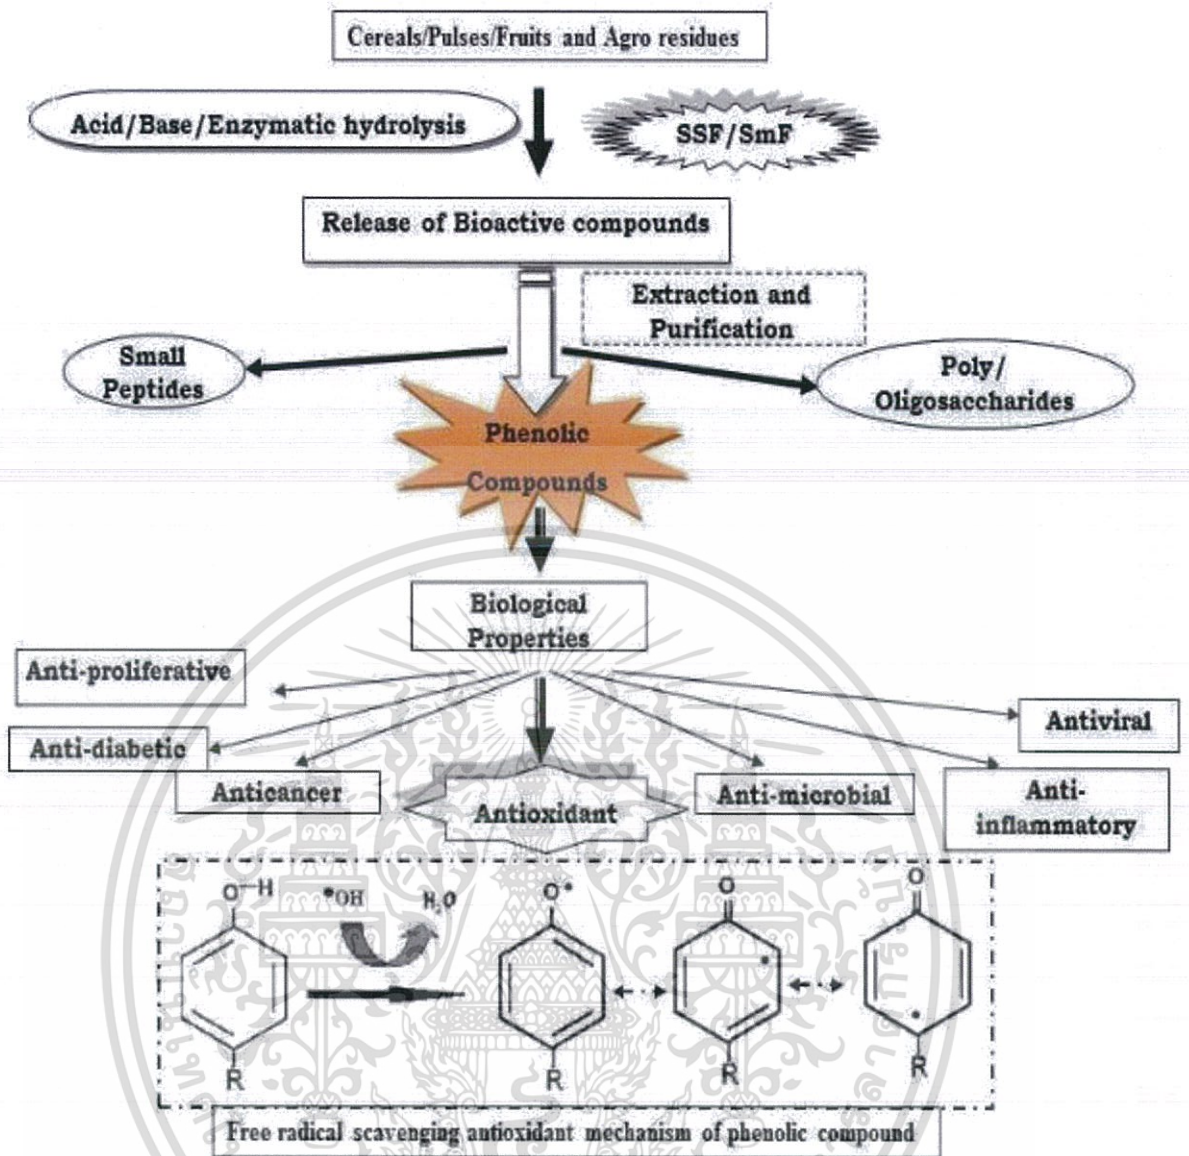 Cereals/Pulses/Fruits and Agro residues
Acid/Base/Enzymatic hydrolysis
SSF/SmF
Release of Bioactive compounds
Extraction and
Purification
Small
Peptides
Poly/
Oligosaccharides
Phenolic
Compounds
Biological
Properties
Anti-proliferative
Antiviral
Anti-diabetic
Anticancer
Antioxidant
Anti-microbial
Anti-
inflammatory
O—H
•OH
H₂O
O•
O
O
R
R
R
R
Free radical scavenging antioxidant mechanism of phenolic compound